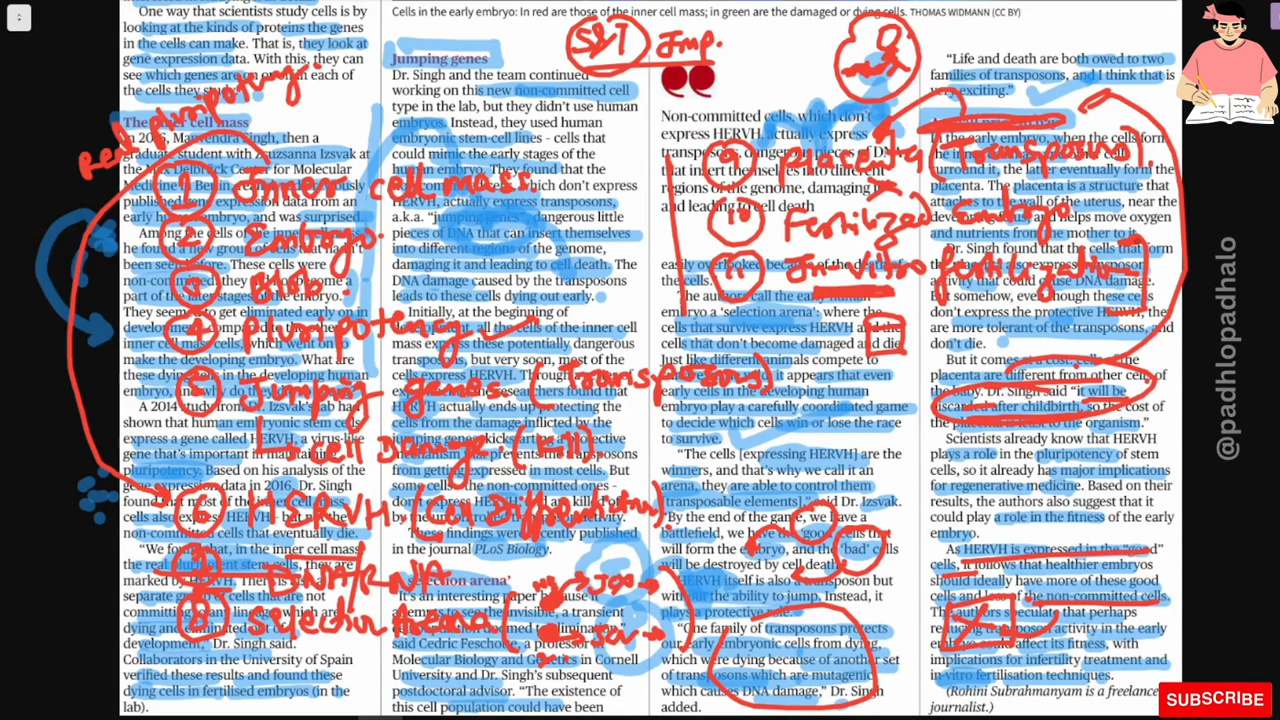 Cells in the early embryo: In red are those of the inner cell mass; in green are the damaged or dying cells. THOMAS WIDMANN (CC BY)
One way that scientists study cells is by
looking at the kinds of proteins the genes
in the cells can make. That is, they look at
gene expression data. With this, they can
see which genes are on or off in each of
the cells they
The inner cell mass
In 2016, Manvendra Singh, then a
graduate student with Zsuzsanna Izsvak at
the Max Delbrück Center for Molecular
Medicine in Berlin,
published gene expression data from an
early human embryo, and was surprised.
Among the cells of the inner cell mass,
he found a new group of cells that hadn't
been seen before. These cells were
non-committed: they
part of the later stages of the embryo.
They seemed to get eliminated early on in
development compared to the other
inner cell mass cells, which went on to
make the developing embryo. What are
these dying cells in the developing human
embryo, and
A 2014 study from Dr. Izsvak's lab had
shown that human embryonic stem cells
express a gene called HERVH, a virus-like
gene that's important in maintaining
pluripotency. Based on his analysis of the
gene expression data in 2016, Dr. Singh
found that most of the inner cell mass
cells also express HERVH – but
non-committed cells that eventually die.
"We found that, in the inner cell mass,
the real pluripotent stem cells, they are
marked by HERVH. There is
separate group of cells that are not
committing to any lineage which are
dying and eliminated
development," Dr. Singh said.
Collaborators in the University of Spain
verified these results and found these
dying cells in fertilised embryos (in the
lab).
Jumping genes
Dr. Singh and the team continued
working on this new non-committed cell
type in the lab, but they didn't use human
embryos. Instead, they used human
embryonic stem-cell lines – cells that
could mimic the early stages of the
human embryo. They found that the
which don't express
HERVH, actually express transposons,
a.k.a. "jumping genes", dangerous little
pieces of DNA that can insert themselves
into different regions of the genome,
damaging it and leading to cell death. The
DNA damage caused by the transposons
leads to these cells dying out early.
Initially, at the beginning of
development, all the cells of the inner cell
mass express these potentially dangerous
transposons, but very soon, most of the
cells express HERVH. Through
researchers found that
HERVH actually ends up protecting the
cells from the damage inflicted by the
jumping genes,
prevents
from getting expressed in most cells. But
some cells – the non-committed ones –
don't express HERVH and are killed
by the uncontrolled transposon activity.
These findings were recently published
in the journal PLoS Biology.
'Selection arena'
"It's an interesting paper because it
invisible, a transient
said Cedric Feschotte, a professor
Molecular Biology and Genetics in Cornell
University and Dr. Singh's subsequent
postdoctoral advisor. "The existence of
this cell population could have been
Non-committed cells, which don't
express HERVH, actually express
transposons, dangerous pieces of DNA
that insert themselves into different
regions of the genome, damaging it
and leading to cell death
easily overlooked because of the death of
the cells.
The authors call the early human
embryo a 'selection arena': where the
cells that survive express HERVH and the
cells that don't become damaged and die.
Just like different animals compete to
it appears that even
early cells in the developing human
embryo play a carefully coordinated game
to decide which cells win or lose the race
to survive.
"The cells [expressing HERVH] are the
winners, and that's why we call it an
arena, they are able to control them
[transposable elements]," said Dr. Izsvak.
"By the end of the game, we have a
battlefield, we have the 'good' cells that
will form the embryo, and the 'bad' cells
will be destroyed by cell death."
HERVH itself is also a transposon but
without the ability to jump. Instead, it
plays a protective role.
"One family of transposons protects
our early embryonic cells from dying,
which were dying because of another set
of transposons which are mutagenic
which causes DNA damage," Dr. Singh
added.
"Life and death are both owed to two
families of transposons, and I think that is
very exciting."
In the early embryo, when the cells form
surround it, the latter eventually form the
placenta. The placenta is a structure that
attaches to the wall of the uterus, near the
developing fetus, and helps move oxygen
and nutrients from the mother to it.
Dr. Singh found that the cells that form
the placenta also express transposon
activity that could cause DNA damage.
But somehow, even though these cells
don't express the protective HERVH, they
are more tolerant of the transposons, and
don't die.
But it comes at a cost: cells of the
placenta are different from other cells of
the baby. Dr. Singh said "it will be
discarded after childbirth, so the cost of
the placenta is least to the organism."
Scientists already know that HERVH
plays a role in the pluripotency of stem
cells, so it already has major implications
for regenerative medicine. Based on their
results, the authors also suggest that it
could play a role in the fitness of the early
embryo.
As HERVH is expressed in the "good"
cells, it follows that healthier embryos
should ideally have more of these good
cells and less of the non-committed cells.
The authors speculate that perhaps
reducing transposon activity in the early
embryo could affect its fitness, with
implications for infertility treatment and
in-vitro fertilisation techniques.
(Rohini Subrahmanyam is a freelance
journalist.)
S&T Imp.
① Inner cell mass.
② Embryo.
④ Pluripotency.
⑤ Jumping genes. (Transposons)
Cell Damage.
⑥ HERVH
⑦ DNA/RNA
⑧ Selection Arena
⑨ Placenta (Transposons).
⑩ Fertilized Embryo
⑪ In-vitro fertilization
@padhlopadhalo
SUBSCRIBE